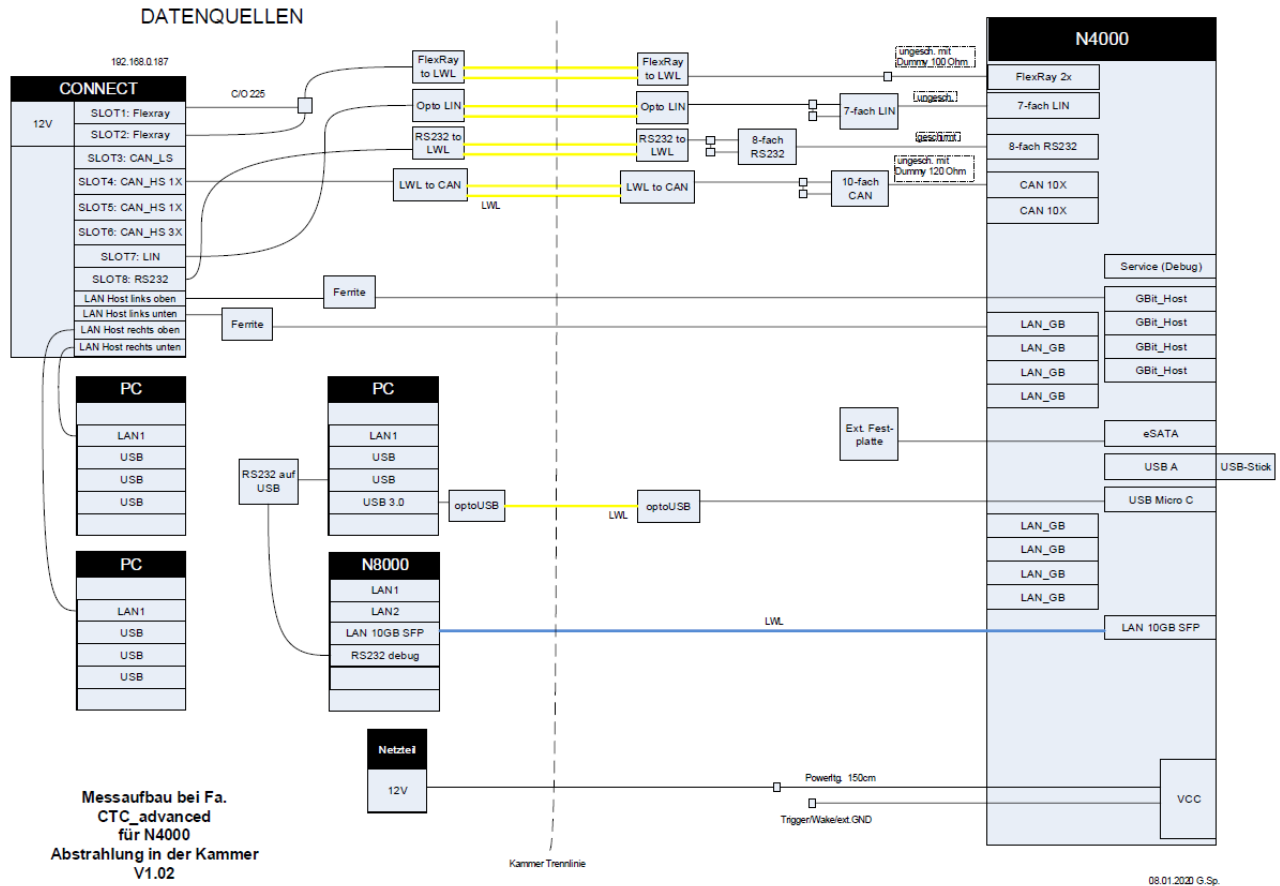 DATENQUELLEN
192.168.0.187
CONNECT
12V
SLOT1: Flexray
SLOT2: Flexray
SLOT3: CAN_LS
SLOT4: CAN_HS 1X
SLOT5: CAN_HS 1X
SLOT6: CAN_HS 3X
SLOT7: LIN
SLOT8: RS232
LAN Host links oben
LAN Host links unten
LAN Host rechts oben
LAN Host rechts unten
C/O 225
FlexRay
to LWL
Opto LIN
RS232 to
LWL
LWL to CAN
LWL
FlexRay
to LWL
Opto LIN
RS232 to
LWL
LWL to CAN
7-fach LIN
8-fach
RS232
10-fach
CAN
ungesch. mit
Dummy 100 Ohm
ungesch.
geschirmt
ungesch. mit
Dummy 120 Ohm
N4000
FlexRay 2x
7-fach LIN
8-fach RS232
CAN 10X
CAN 10X
Service (Debug)
GBit_Host
GBit_Host
GBit_Host
GBit_Host
LAN_GB
LAN_GB
LAN_GB
LAN_GB
eSATA
USB A
USB-Stick
USB Micro C
LAN_GB
LAN_GB
LAN_GB
LAN_GB
LAN 10GB SFP
VCC
Ferrite
Ferrite
PC
LAN1
USB
USB
USB
PC
LAN1
USB
USB
USB 3.0
RS232 auf
USB
optoUSB
LWL
optoUSB
Ext. Fest-
platte
PC
LAN1
USB
USB
USB
N8000
LAN1
LAN2
LAN 10GB SFP
RS232 debug
LWL
Netzteil
12V
Powerltg. 150cm
Trigger/Wake/ext.GND
Messaufbau bei Fa.
CTC_advanced
für N4000
Abstrahlung in der Kammer
V1.02
Kammer Trennlinie
08.01.2020 G.Sp.